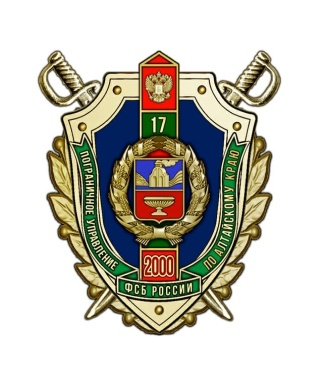 17
ПОГРАНИЧНОЕ УПРАВЛЕНИЕ
ПО АЛТАЙСКОМУ КРАЮ
2000
ФСБ РОССИИ